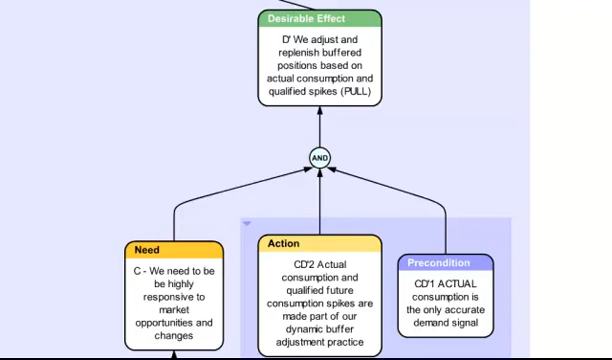 Desirable Effect
D' We adjust and
replenish buffered
positions based on
actual consumption and
qualified spikes (PULL)
AND
Need
C - We need to be
be highly
responsive to
market
opportunities and
changes
Action
CD'2 Actual
consumption and
qualified future
consumption spikes are
made part of our
dynamic buffer
adjustment practice
Precondition
CD'1 ACTUAL
consumption is
the only accurate
demand signal